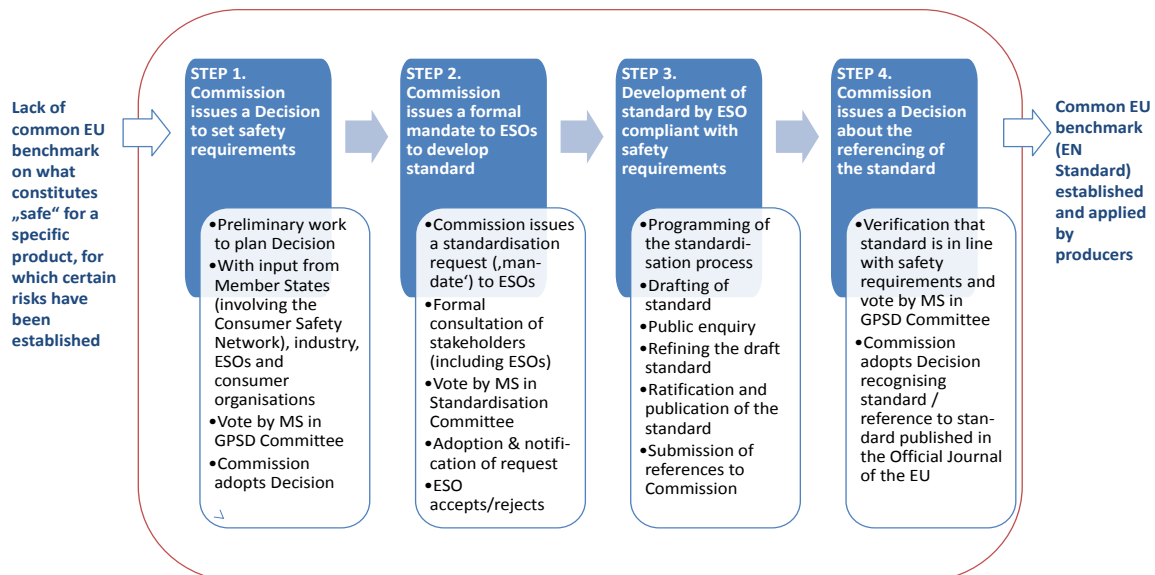 Lack of
common EU
benchmark
on what
constitutes
„safe“ for a
specific
product, for
which certain
risks have
been
established
STEP 1.
Commission
issues a Decision
to set safety
requirements
•Preliminary work
to plan Decision
•With input from
Member States
(involving the
Consumer Safety
Network), industry,
ESOs and
consumer
organisations
•Vote by MS in
GPSD Committee
•Commission
adopts Decision
STEP 2.
Commission
issues a formal
mandate to ESOs
to develop
standard
•Commission issues
a standardisation
request (‚man-
date‘) to ESOs
•Formal
consultation of
stakeholders
(including ESOs)
•Vote by MS in
Standardisation
Committee
•Adoption & notifi-
cation of request
•ESO
accepts/rejects
STEP 3.
Development of
standard by ESO
compliant with
safety
requirements
•Programming of
the standardi-
sation process
•Drafting of
standard
•Public enquiry
•Refining the draft
standard
•Ratification and
publication of the
standard
•Submission of
references to
Commission
STEP 4.
Commission
issues a Decision
about the
referencing of
the standard
•Verification that
standard is in line
with safety
requirements and
vote by MS in
GPSD Committee
•Commission
adopts Decision
recognising
standard /
reference to stan-
dard published in
the Official Journal
of the EU
Common EU
benchmark
(EN
Standard)
established
and applied
by
producers